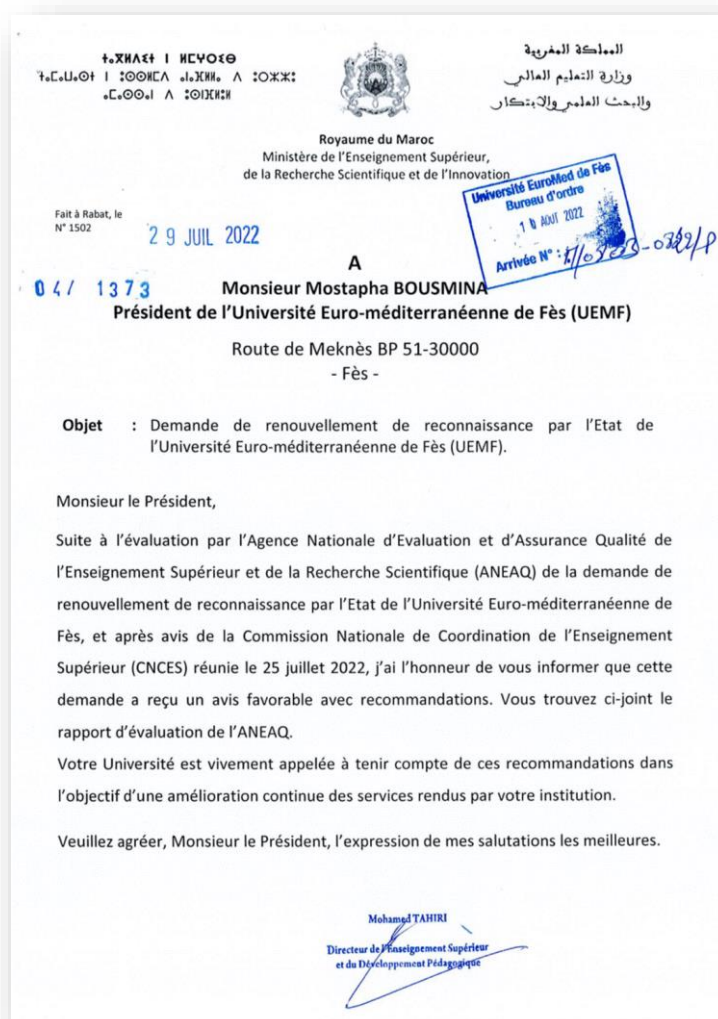 ⵜⴰⴳⵍⴷⵉⵜ ⵏ ⵍⵎⵖⵔⵉⴱ
ⵜⴰⵎⴰⵡⴰⵙⵜ ⵏ ⵓⵙⵙⵍⵎⴷ
المملكة المغربية
وزارة التعليم العالي
والبحث العلمي والابتكار
Royaume du Maroc
Ministère de l'Enseignement Supérieur,
de la Recherche Scientifique et de l'Innovation
Université EuroMed de Fès
Bureau d'ordre
1 0 AOUT 2022
Arrivée N° :
Fait à Rabat, le
N° 1502
29 JUIL 2022
04/ 1373
A
Monsieur Mostapha BOUSMINA
Président de l'Université Euro-méditerranéenne de Fès (UEMF)
Route de Meknès BP 51-30000
- Fès -
Objet : Demande de renouvellement de reconnaissance par l'Etat de
l'Université Euro-méditerranéenne de Fès (UEMF).
Monsieur le Président,
Suite à l'évaluation par l'Agence Nationale d'Evaluation et d'Assurance Qualité de
l'Enseignement Supérieur et de la Recherche Scientifique (ANEAQ) de la demande de
renouvellement de reconnaissance par l'Etat de l'Université Euro-méditerranéenne de
Fès, et après avis de la Commission Nationale de Coordination de l'Enseignement
Supérieur (CNCES) réunie le 25 juillet 2022, j'ai l'honneur de vous informer que cette
demande a reçu un avis favorable avec recommandations. Vous trouvez ci-joint le
rapport d'évaluation de l'ANEAQ.
Votre Université est vivement appelée à tenir compte de ces recommandations dans
l'objectif d'une amélioration continue des services rendus par votre institution.
Veuillez agréer, Monsieur le Président, l'expression de mes salutations les meilleures.
Mohamed TAHIRI
Directeur de l'Enseignement Supérieur
et du Développement Pédagogique